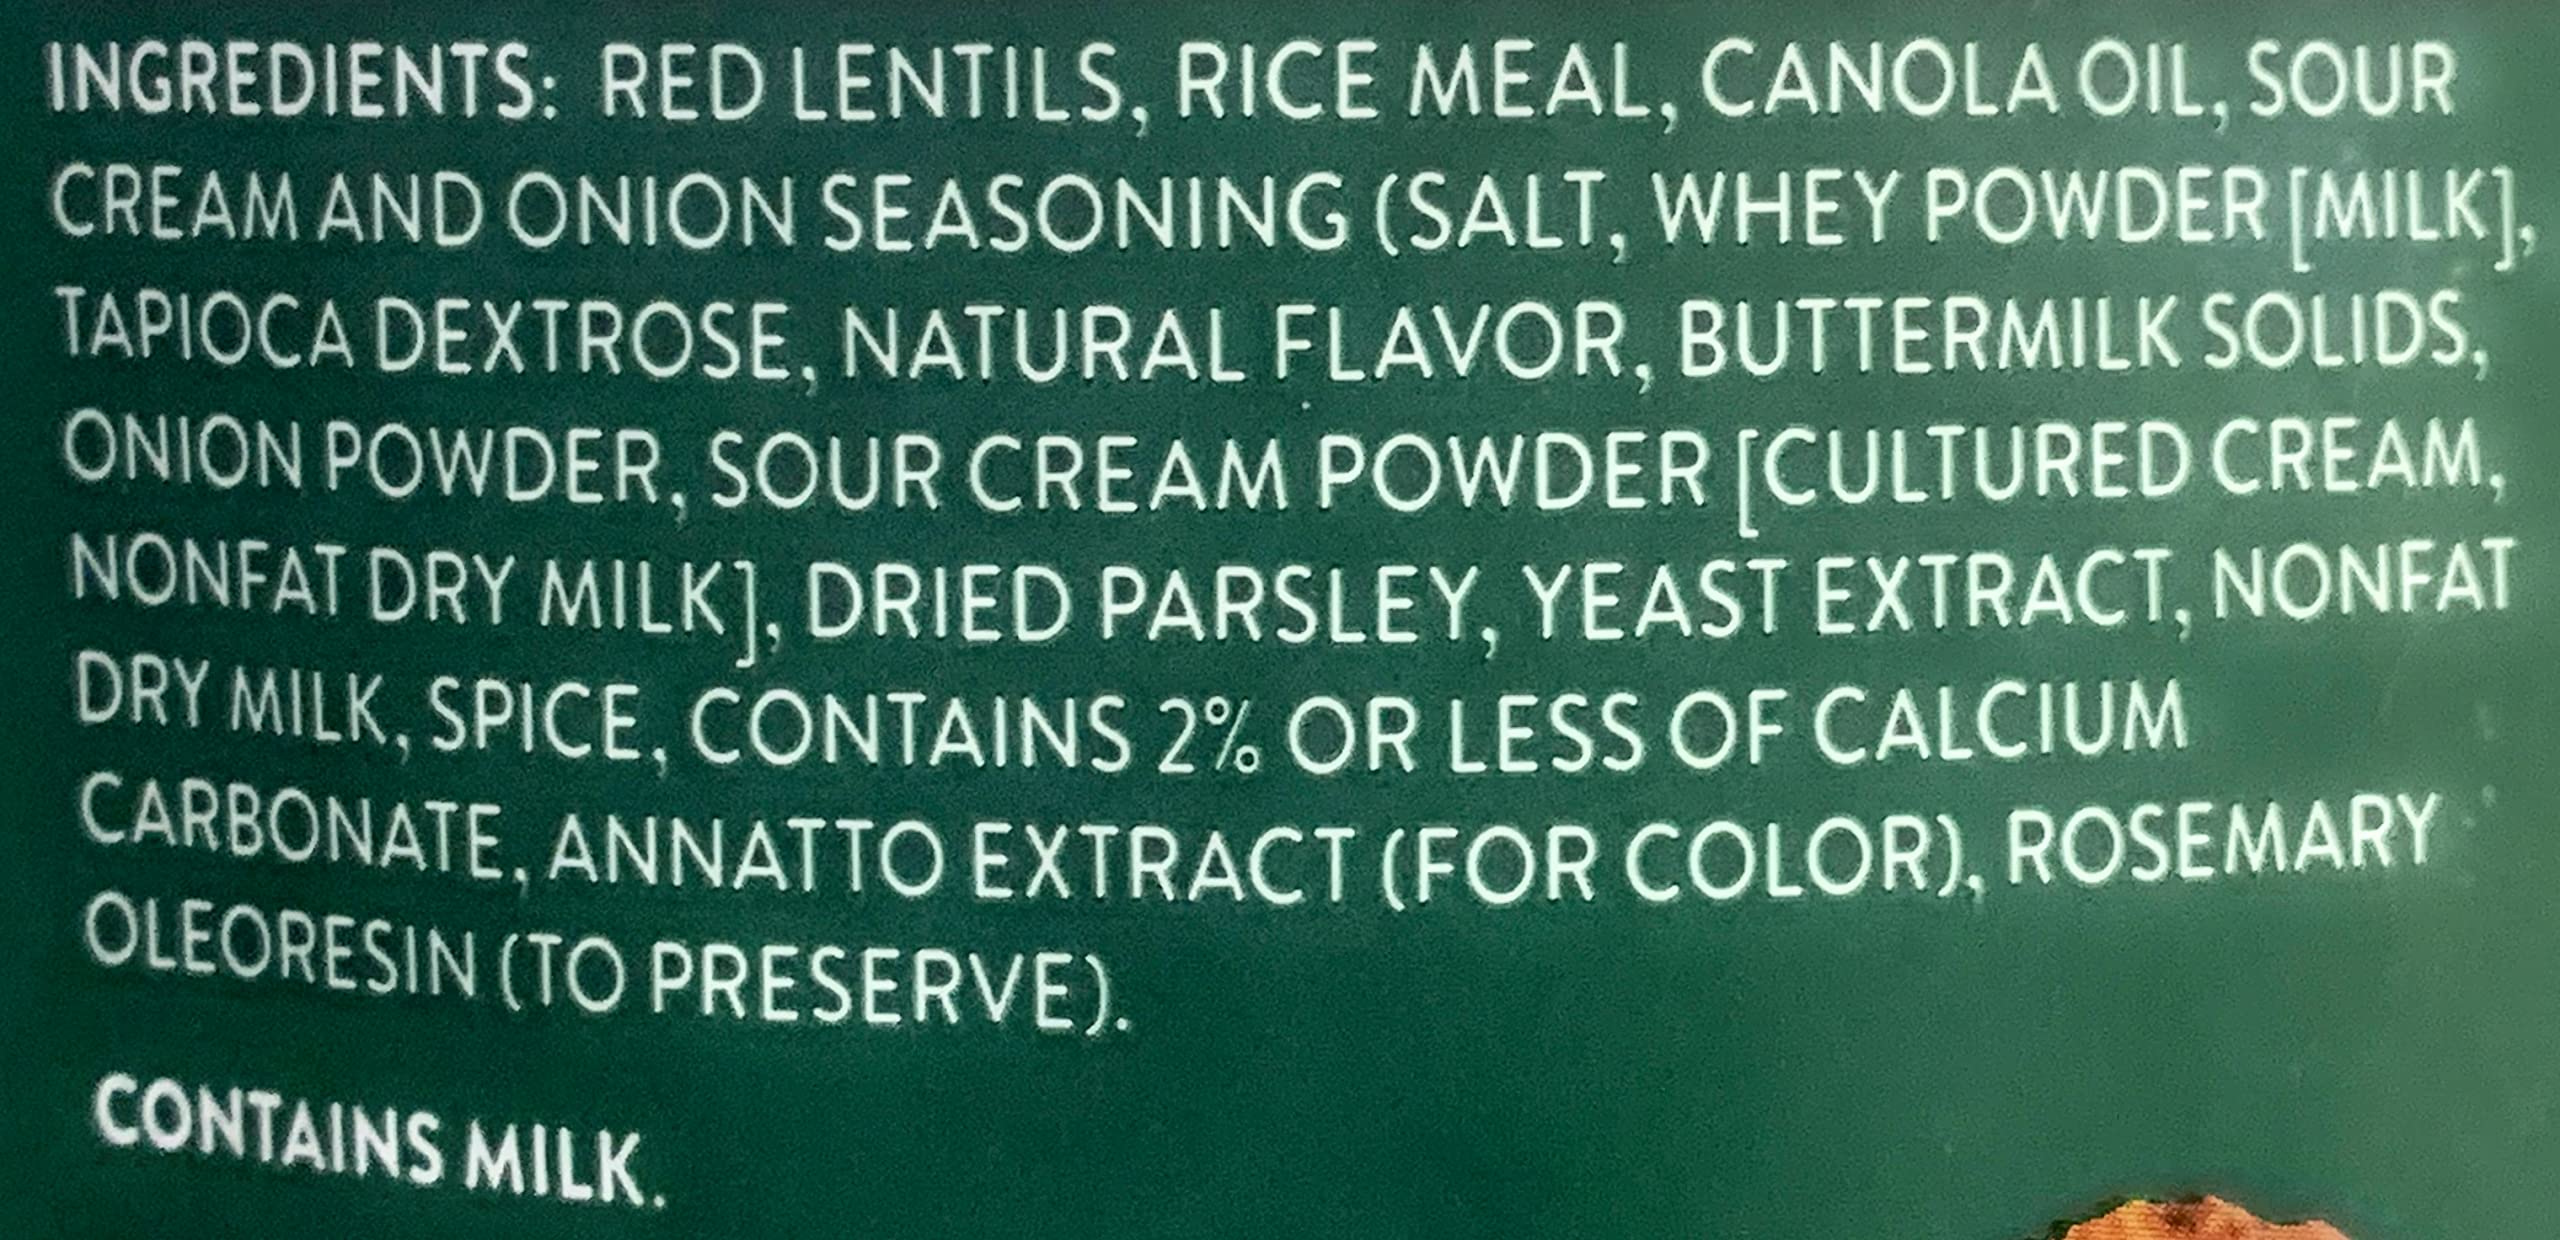 INGREDIENTS: RED LENTILS, RICE MEAL, CANOLA OIL, SOUR
CREAM AND ONION SEASONING (SALT, WHEY POWDER [MILK],
TAPIOCA DEXTROSE, NATURAL FLAVOR, BUTTERMILK SOLIDS,
ONION POWDER, SOUR CREAM POWDER [CULTURED CREAM,
NONFAT DRY MILK], DRIED PARSLEY, YEAST EXTRACT, NONFAT
DRY MILK, SPICE, CONTAINS 2% OR LESS OF CALCIUM
CARBONATE, ANNATTO EXTRACT (FOR COLOR), ROSEMARY
OLEORESIN (TO PRESERVE).
CONTAINS MILK.